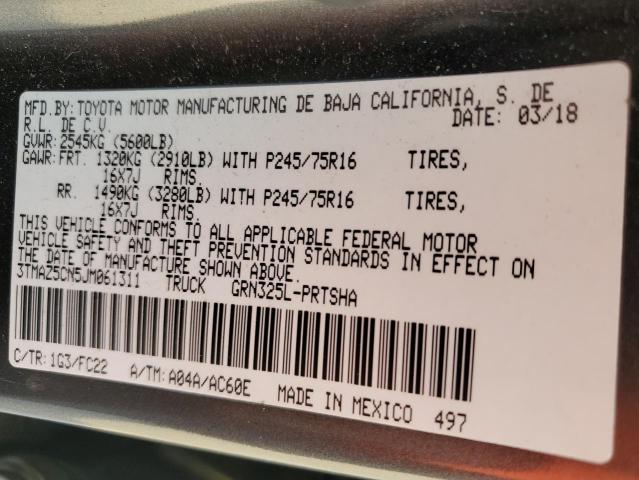 MFD.BY: TOYOTA MOTOR MANUFACTURING DE BAJA CALIFORNIA, S. DE
R.L. DE C.V. DATE: 03/18
GVWR: 2545KG (5600LB)
GAWR: FRT. 1320KG (2910LB) WITH P245/75R16 TIRES,
16X7J RIMS.
RR. 1490KG (3280LB) WITH P245/75R16 TIRES,
16X7J RIMS.
THIS VEHICLE CONFORMS TO ALL APPLICABLE FEDERAL MOTOR
VEHICLE SAFETY AND THEFT PREVENTION STANDARDS IN EFFECT ON
THE DATE OF MANUFACTURE SHOWN ABOVE.
3TMAZ5CN5JM061311 TRUCK GRN325L-PRTSHA
C/TR: 1G3/FC22 A/TM: A04A/AC60E MADE IN MEXICO 497